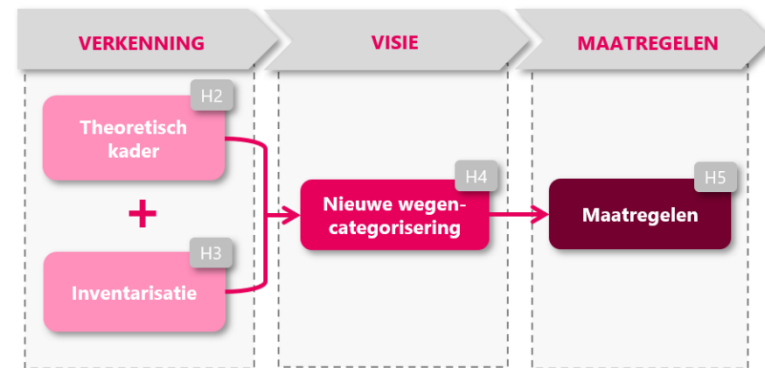 VERKENNING
VISIE
MAATREGELEN
H2
Theoretisch
kader
+
H3
Inventarisatie
H4
Nieuwe wegen-
categorisering
H5
Maatregelen